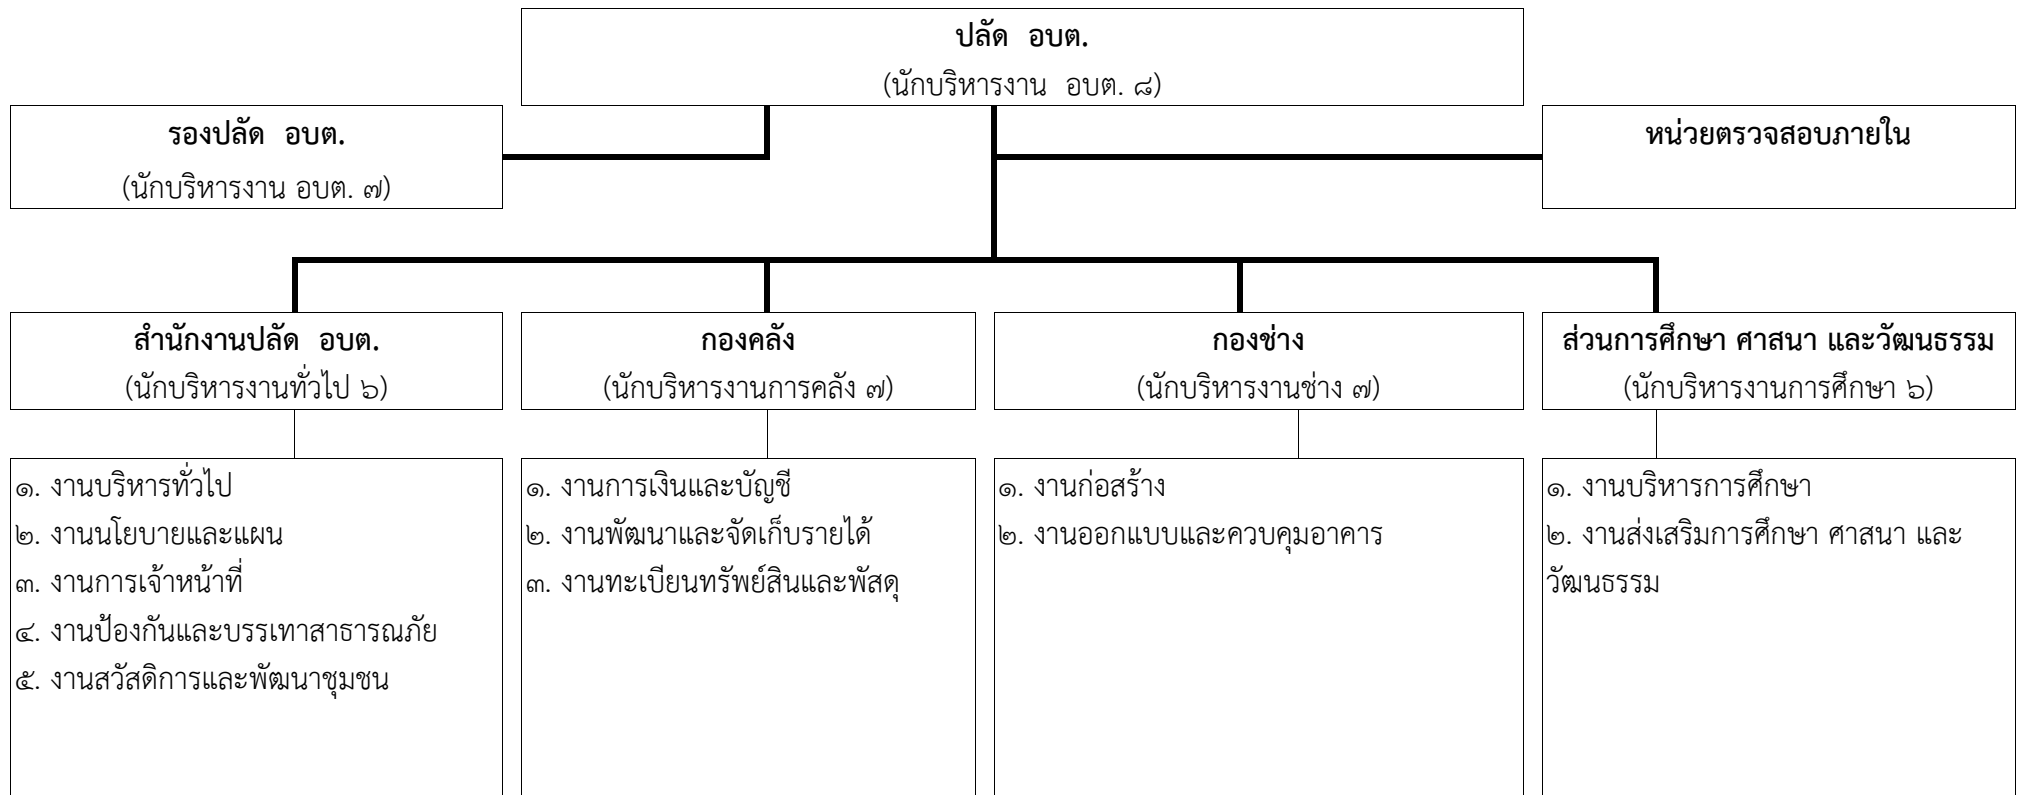 ปลัด  อบต.
(นักบริหารงาน  อบต. ๘)
รองปลัด  อบต.
(นักบริหารงาน อบต. ๗)
หน่วยตรวจสอบภายใน
สำนักงานปลัด  อบต.
(นักบริหารงานทั่วไป ๖)
กองคลัง
(นักบริหารงานการคลัง ๗)
กองช่าง
(นักบริหารงานช่าง ๗)
ส่วนการศึกษา ศาสนา และวัฒนธรรม
(นักบริหารงานการศึกษา ๖)
๑. งานบริหารทั่วไป
๒. งานนโยบายและแผน
๓. งานการเจ้าหน้าที่
๔. งานป้องกันและบรรเทาสาธารณภัย
๕. งานสวัสดิการและพัฒนาชุมชน
๑. งานการเงินและบัญชี
๒. งานพัฒนาและจัดเก็บรายได้
๓. งานทะเบียนทรัพย์สินและพัสดุ
๑. งานก่อสร้าง
๒. งานออกแบบและควบคุมอาคาร
๑. งานบริหารการศึกษา
๒. งานส่งเสริมการศึกษา ศาสนา และ
วัฒนธรรม